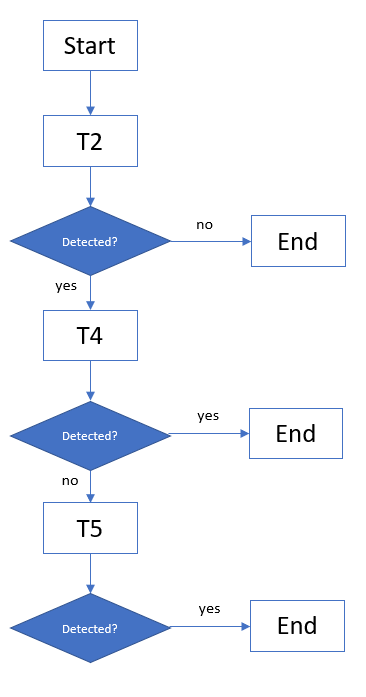 Start
T2
Detected?
no
End
yes
T4
Detected?
yes
End
no
T5
Detected?
yes
End